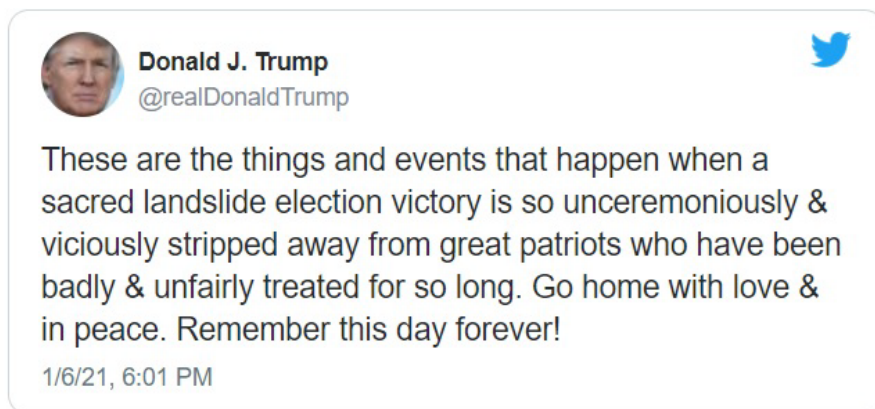 Donald J. Trump
@realDonaldTrump
These are the things and events that happen when a
sacred landslide election victory is so unceremoniously &
viciously stripped away from great patriots who have been
badly & unfairly treated for so long. Go home with love &
in peace. Remember this day forever!
1/6/21, 6:01 PM